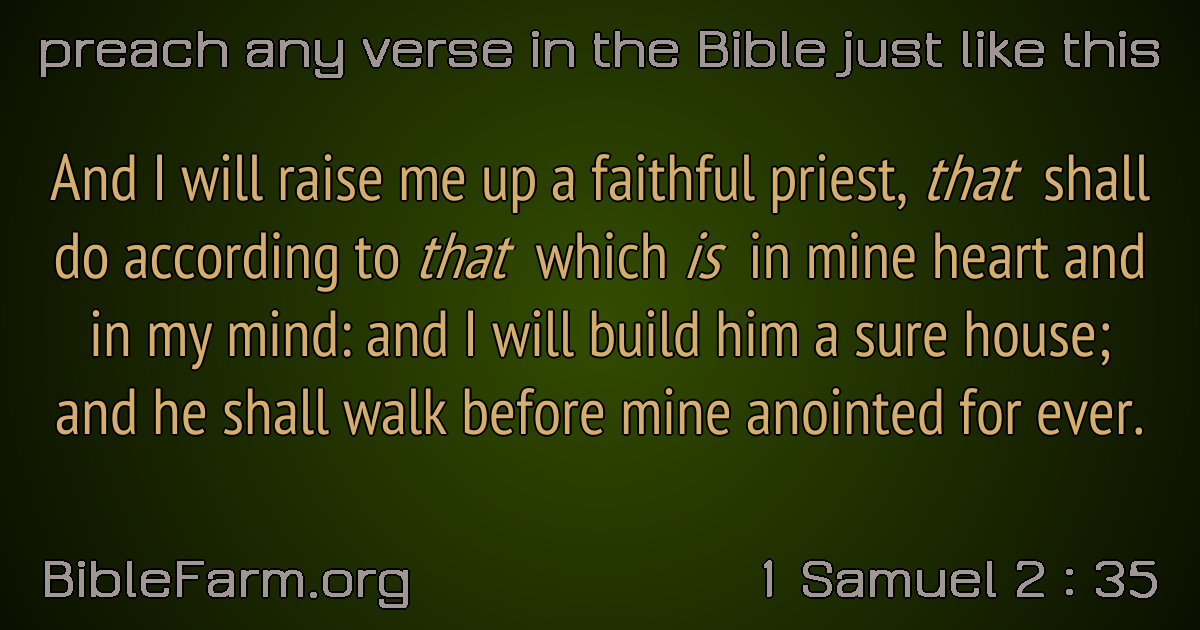 preach any verse in the Bible just like this
And I will raise me up a faithful priest, that shall
do according to that which is in mine heart and
in my mind: and I will build him a sure house;
and he shall walk before mine anointed for ever.
BibleFarm.org
1 Samuel 2 : 35